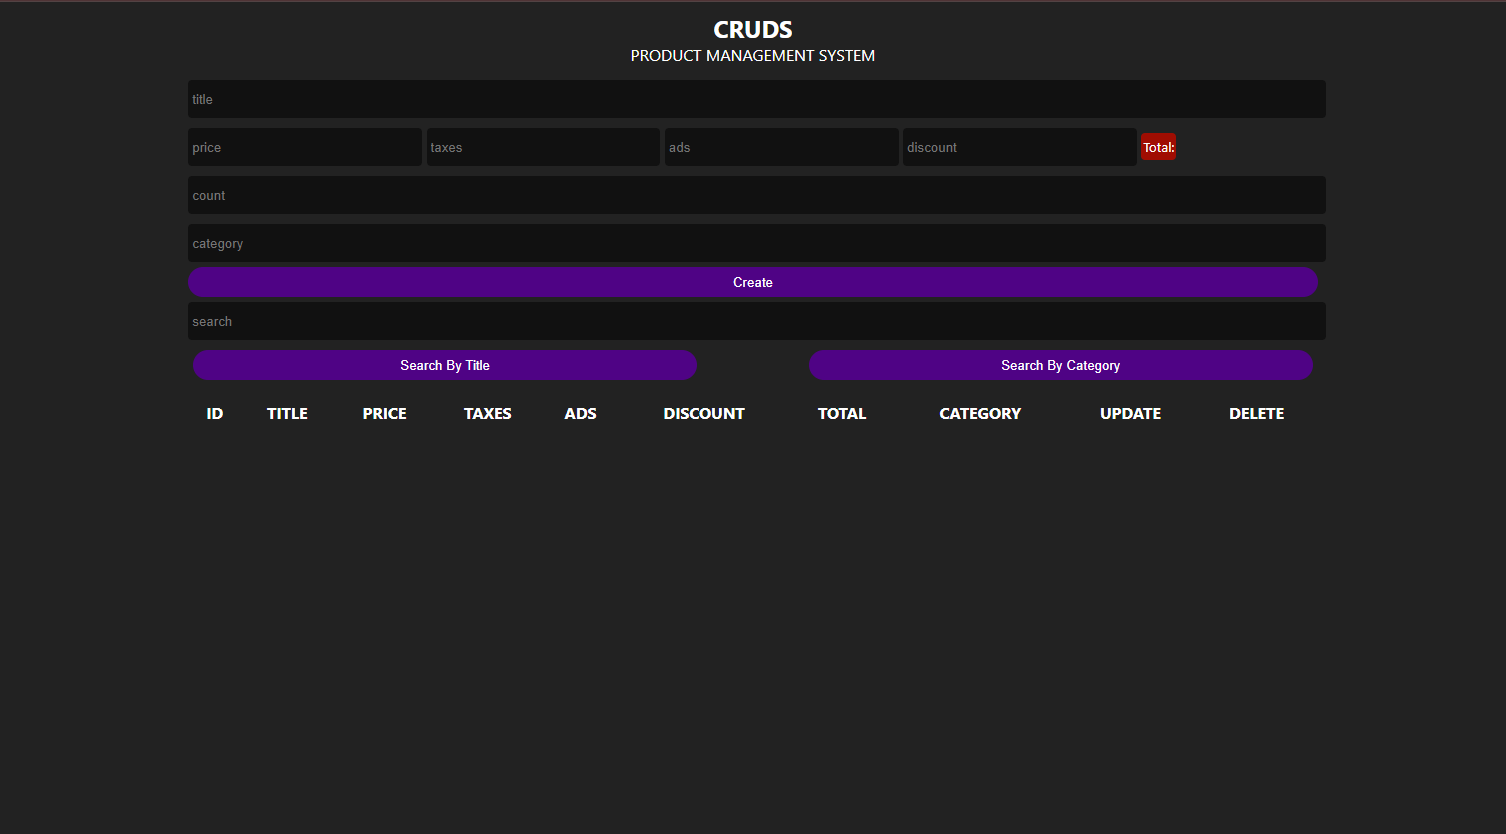 CRUDS
PRODUCT MANAGEMENT SYSTEM
title
price taxes ads discount Total:
count
category
Create
search
Search By Title Search By Category
ID TITLE PRICE TAXES ADS DISCOUNT TOTAL CATEGORY UPDATE DELETE